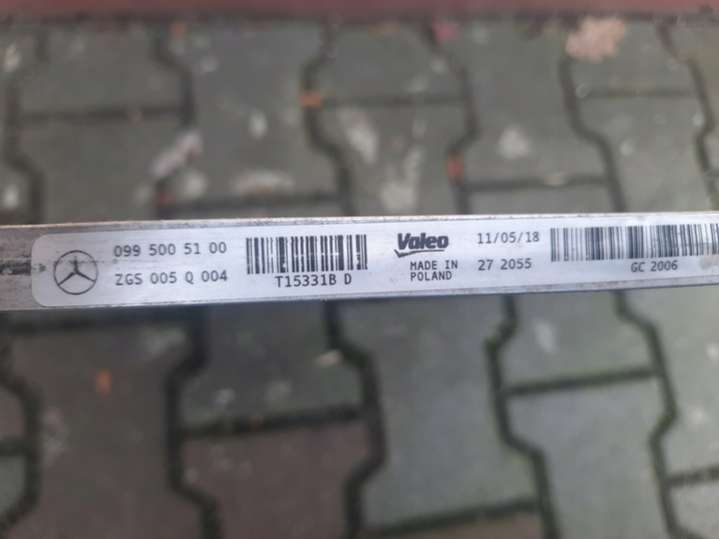 099 500 51 00
ZGS 005 Q 004
T15331B D
Valeo
MADE IN
POLAND
11/05/18
27 2055
GC 2006